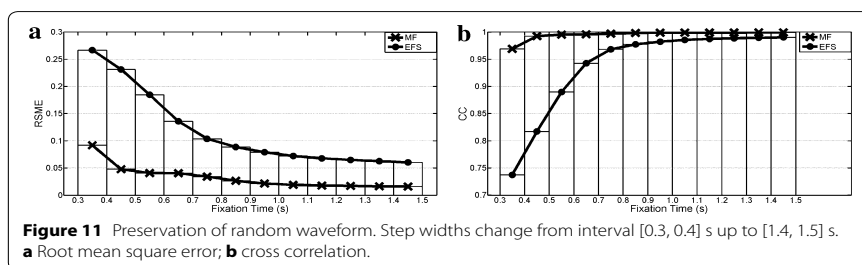 a
0.3
0.25
0.2
0.15
0.1
0.05
0
RSME
0.3 0.4 0.5 0.6 0.7 0.8 0.9 1.0 1.1 1.2 1.3 1.4 1.5
Fixation Time (s)
MF
EFS
b
1
0.95
0.9
0.85
0.8
0.75
0.7
CC
0.3 0.4 0.5 0.6 0.7 0.8 0.9 1.0 1.1 1.2 1.3 1.4 1.5
Fixation Time (s)
MF
EFS
Figure 11 Preservation of random waveform. Step widths change from interval [0.3, 0.4] s up to [1.4, 1.5] s.
a Root mean square error; b cross correlation.